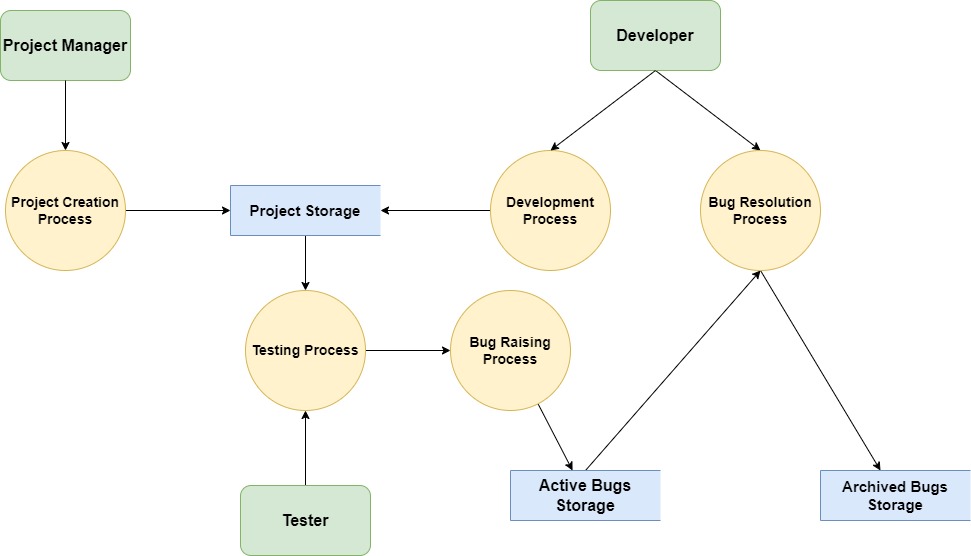 Project Manager
Developer
Project Creation
Process
Project Storage
Development
Process
Bug Resolution
Process
Testing Process
Bug Raising
Process
Active Bugs
Storage
Archived Bugs
Storage
Tester